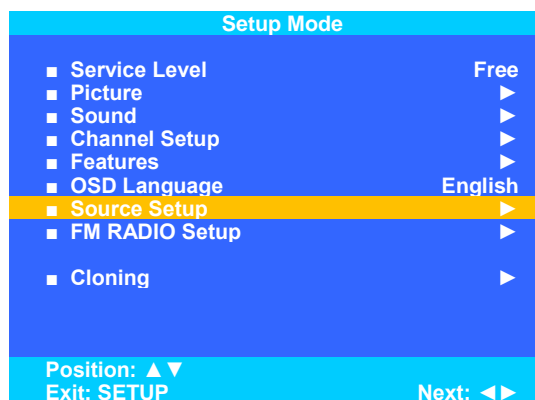 Setup Mode
■ Service Level Free
■ Picture ►
■ Sound ►
■ Channel Setup ►
■ Features ►
■ OSD Language English
■ Source Setup ►
■ FM RADIO Setup ►
■ Cloning ►
Position: ▲▼
Exit: SETUP Next: ◄►